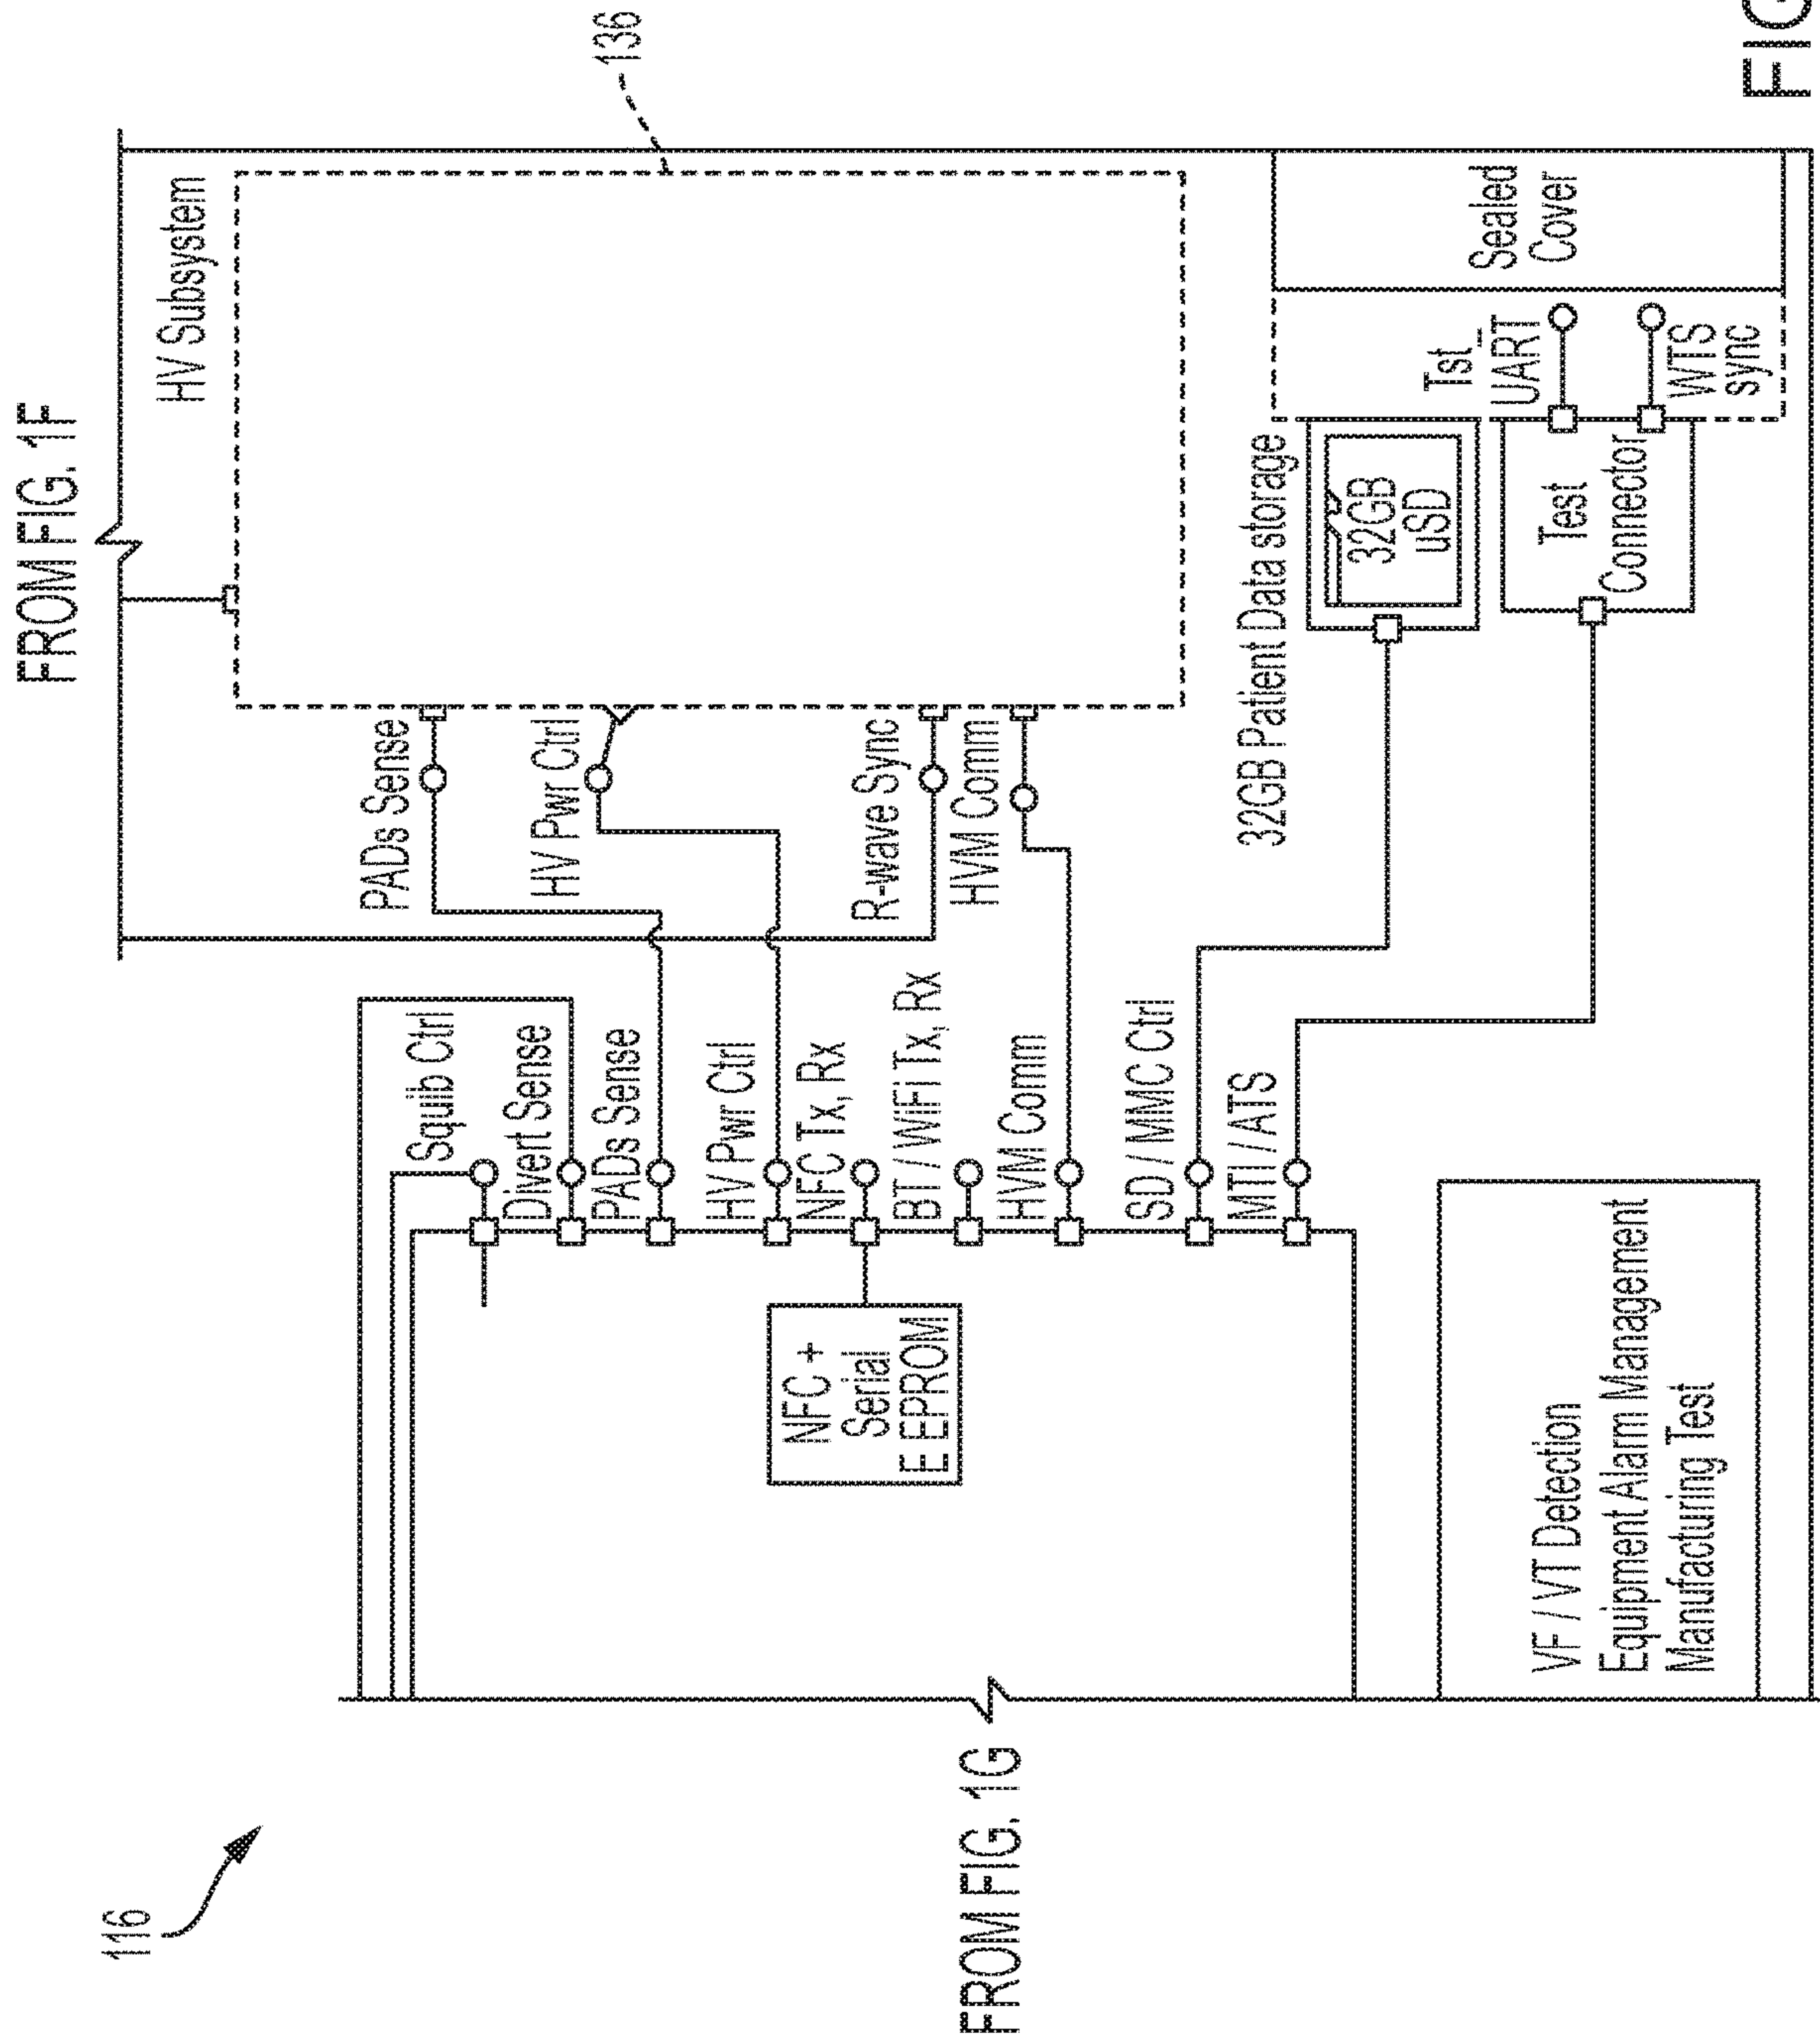 116
FROM FIG. 1F
HV Subsystem
136
PADs Sense
HV Pwr Ctrl
R-wave Sync
HVM Comm
Squib Ctrl
Divert Sense
PADs Sense
HV Pwr Ctrl
NFC Tx, Rx
BT / WiFi Tx, Rx
HVM Comm
SD / MMC Ctrl
MTI / ATS
NFC +
Serial
E EPROM
32GB Patient Data storage
32GB
uSD
Test
Connector
Tst_
UART
WTS
sync
Sealed
Cover
VF / VT Detection
Equipment Alarm Management
Manufacturing Test
FROM FIG. 1G
FIG